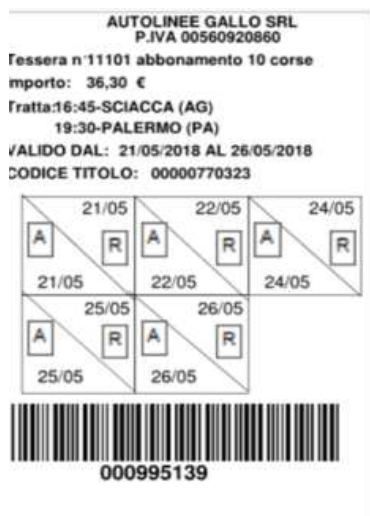 AUTOLINEE GALLO SRL
P.IVA 00560920860
Tessera n°11101 abbonamento 10 corse
mporto: 36,30 €
Tratta:16:45-SCIACCA (AG)
19:30-PALERMO (PA)
VALIDO DAL: 21/05/2018 AL 26/05/2018
CODICE TITOLO: 00000770323
21/05 22/05 24/05
A R A R A R
21/05 22/05 24/05
25/05 26/05
A R A R
25/05 26/05
000995139